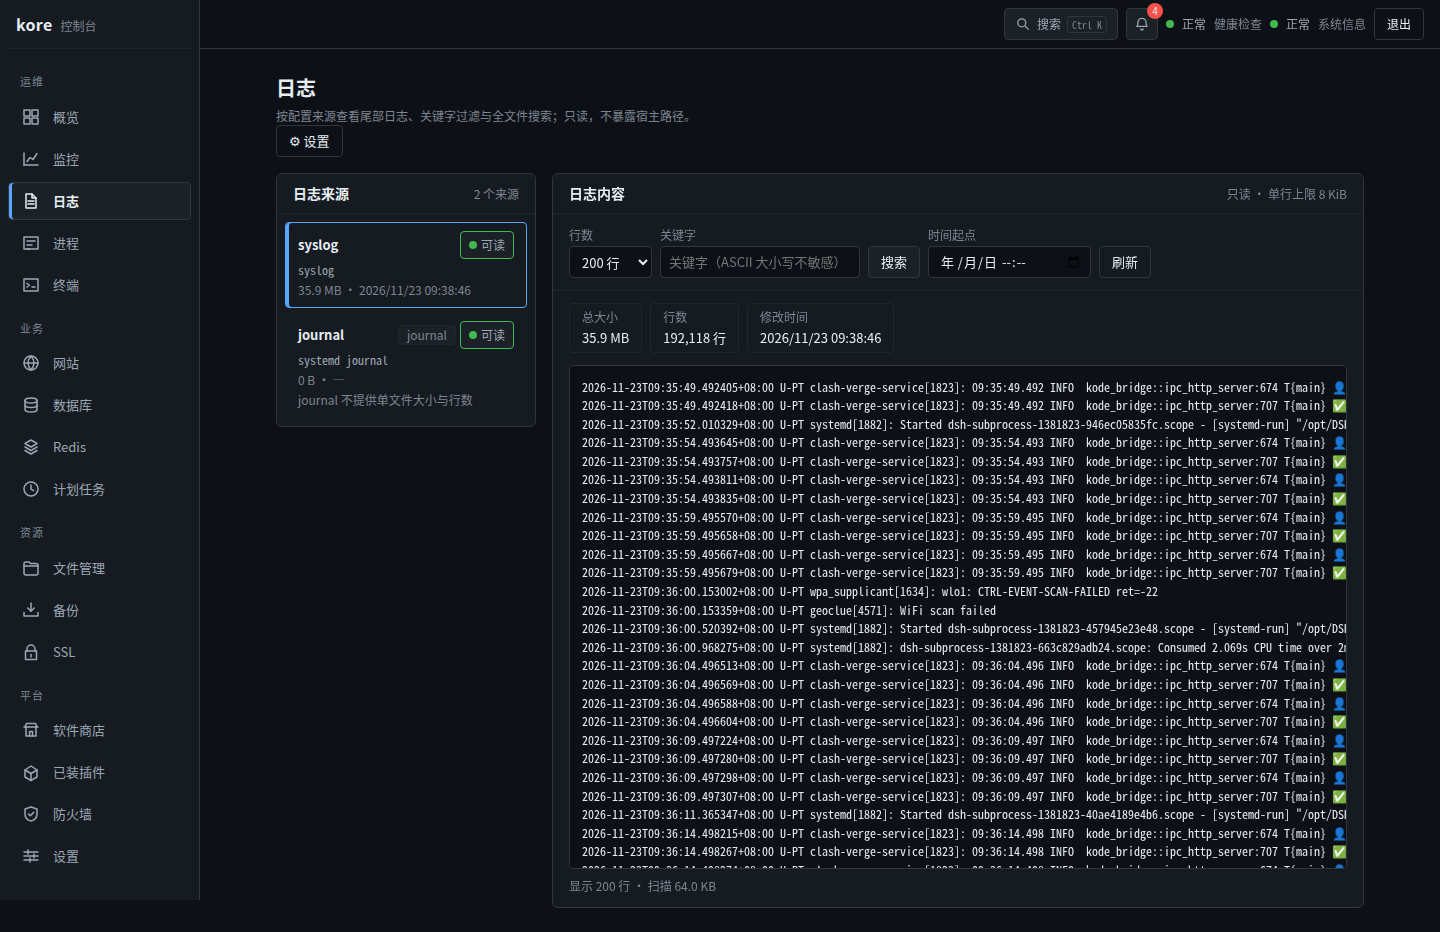 kore 控制台
搜索 Ctrl K
4
正常 健康检查
正常 系统信息
退出
运维
概览
监控
日志
进程
终端
业务
网站
数据库
Redis
计划任务
资源
文件管理
备份
SSL
平台
软件商店
已装插件
防火墙
设置
日志
按配置来源查看尾部日志、关键字过滤与全文件搜索；只读，不暴露宿主路径。
⚙ 设置
日志来源 2 个来源
syslog 可读
syslog
35.9 MB · 2026/11/23 09:38:46
journal journal 可读
systemd journal
0 B · —
journal 不提供单文件大小与行数
日志内容 只读 · 单行上限 8 KiB
行数 关键字 时间起点
200 行 关键字（ASCII 大小写不敏感） 搜索 年 /月/日 --:-- 刷新
总大小 行数 修改时间
35.9 MB 192,118 行 2026/11/23 09:38:46
2026-11-23T09:35:49.492405+08:00 U-PT clash-verge-service[1823]: 09:35:49.492 INFO  kode_bridge::ipc_http_server:674 T{main} 👤
2026-11-23T09:35:49.492418+08:00 U-PT clash-verge-service[1823]: 09:35:49.492 INFO  kode_bridge::ipc_http_server:707 T{main} ✅
2026-11-23T09:35:52.010329+08:00 U-PT systemd[1882]: Started dsh-subprocess-1381823-946ec05835fc.scope - [systemd-run] "/opt/DS
2026-11-23T09:35:54.493645+08:00 U-PT clash-verge-service[1823]: 09:35:54.493 INFO  kode_bridge::ipc_http_server:674 T{main} 👤
2026-11-23T09:35:54.493757+08:00 U-PT clash-verge-service[1823]: 09:35:54.493 INFO  kode_bridge::ipc_http_server:707 T{main} ✅
2026-11-23T09:35:54.493811+08:00 U-PT clash-verge-service[1823]: 09:35:54.493 INFO  kode_bridge::ipc_http_server:674 T{main} 👤
2026-11-23T09:35:54.493835+08:00 U-PT clash-verge-service[1823]: 09:35:54.493 INFO  kode_bridge::ipc_http_server:707 T{main} ✅
2026-11-23T09:35:59.495570+08:00 U-PT clash-verge-service[1823]: 09:35:59.495 INFO  kode_bridge::ipc_http_server:674 T{main} 👤
2026-11-23T09:35:59.495658+08:00 U-PT clash-verge-service[1823]: 09:35:59.495 INFO  kode_bridge::ipc_http_server:707 T{main} ✅
2026-11-23T09:35:59.495667+08:00 U-PT clash-verge-service[1823]: 09:35:59.495 INFO  kode_bridge::ipc_http_server:674 T{main} 👤
2026-11-23T09:35:59.495679+08:00 U-PT clash-verge-service[1823]: 09:35:59.495 INFO  kode_bridge::ipc_http_server:707 T{main} ✅
2026-11-23T09:36:00.153002+08:00 U-PT wpa_supplicant[1634]: wlo1: CTRL-EVENT-SCAN-FAILED ret=-22
2026-11-23T09:36:00.153359+08:00 U-PT geoclue[4571]: WiFi scan failed
2026-11-23T09:36:00.520392+08:00 U-PT systemd[1882]: Started dsh-subprocess-1381823-457945e23e48.scope - [systemd-run] "/opt/DS
2026-11-23T09:36:00.968275+08:00 U-PT systemd[1882]: dsh-subprocess-1381823-663c829adb24.scope: Consumed 2.069s CPU time over 2
2026-11-23T09:36:04.496513+08:00 U-PT clash-verge-service[1823]: 09:36:04.496 INFO  kode_bridge::ipc_http_server:674 T{main} 👤
2026-11-23T09:36:04.496569+08:00 U-PT clash-verge-service[1823]: 09:36:04.496 INFO  kode_bridge::ipc_http_server:707 T{main} ✅
2026-11-23T09:36:04.496588+08:00 U-PT clash-verge-service[1823]: 09:36:04.496 INFO  kode_bridge::ipc_http_server:674 T{main} 👤
2026-11-23T09:36:04.496604+08:00 U-PT clash-verge-service[1823]: 09:36:04.496 INFO  kode_bridge::ipc_http_server:707 T{main} ✅
2026-11-23T09:36:09.497224+08:00 U-PT clash-verge-service[1823]: 09:36:09.497 INFO  kode_bridge::ipc_http_server:674 T{main} 👤
2026-11-23T09:36:09.497280+08:00 U-PT clash-verge-service[1823]: 09:36:09.497 INFO  kode_bridge::ipc_http_server:707 T{main} ✅
2026-11-23T09:36:09.497298+08:00 U-PT clash-verge-service[1823]: 09:36:09.497 INFO  kode_bridge::ipc_http_server:674 T{main} 👤
2026-11-23T09:36:09.497307+08:00 U-PT clash-verge-service[1823]: 09:36:09.497 INFO  kode_bridge::ipc_http_server:707 T{main} ✅
2026-11-23T09:36:11.365347+08:00 U-PT systemd[1882]: Started dsh-subprocess-1381823-40ae4189e4b6.scope - [systemd-run] "/opt/DS
2026-11-23T09:36:14.498215+08:00 U-PT clash-verge-service[1823]: 09:36:14.498 INFO  kode_bridge::ipc_http_server:674 T{main} 👤
2026-11-23T09:36:14.498267+08:00 U-PT clash-verge-service[1823]: 09:36:14.498 INFO  kode_bridge::ipc_http_server:707 T{main} ✅
显示 200 行 · 扫描 64.0 KB